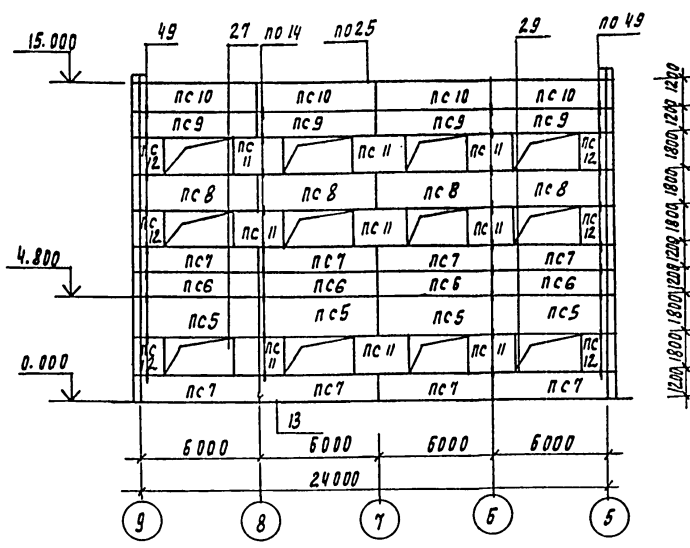 49 27 по 14 по 25 29 по 49
15.000
пс 10 пс 10 пс 10 пс 10
пс 9 пс 9 пс 9 пс 9
пс 12 пс 11 пс 11 пс 11 пс 12
пс 8 пс 8 пс 8 пс 8
пс 12 пс 11 пс 11 пс 11 пс 12
4.800
пс 7 пс 7 пс 7 пс 7
пс 6 пс 6 пс 6 пс 6
пс 5 пс 5 пс 5 пс 5
пс 12 пс 11 пс 11 пс 11 пс 12
0.000
пс 7 пс 7 пс 7 пс 7
13
6000 6000 6000 6000
24000
9 8 7 6 5
1200 1800 1800 1200 1200 1800 1800 1800 1200 1200